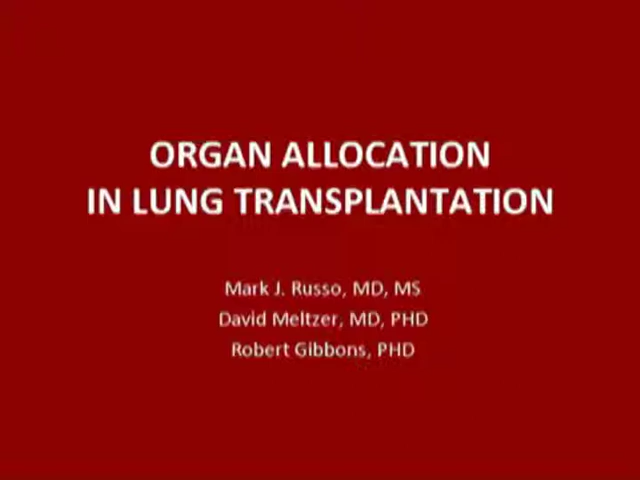 ORGAN ALLOCATION
IN LUNG TRANSPLANTATION
Mark J. Russo, MD, MS
David Meltzer, MD, PHD
Robert Gibbons, PHD